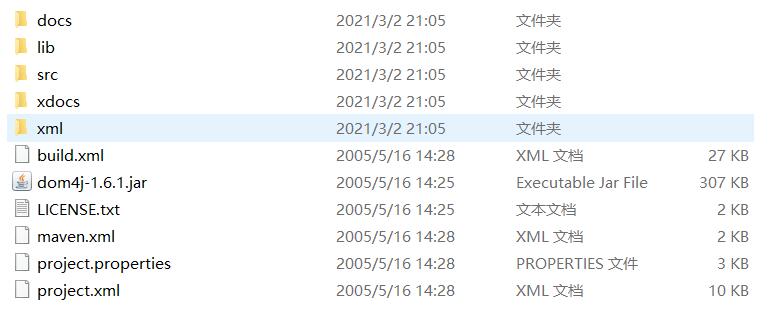 docs 2021/3/2 21:05 文件夹
lib 2021/3/2 21:05 文件夹
src 2021/3/2 21:05 文件夹
xdocs 2021/3/2 21:05 文件夹
xml 2021/3/2 21:05 文件夹
build.xml 2005/5/16 14:28 XML 文档 27 KB
dom4j-1.6.1.jar 2005/5/16 14:25 Executable Jar File 307 KB
LICENSE.txt 2005/5/16 14:28 文本文档 2 KB
maven.xml 2005/5/16 14:28 XML 文档 2 KB
project.properties 2005/5/16 14:28 PROPERTIES 文件 3 KB
project.xml 2005/5/16 14:28 XML 文档 10 KB